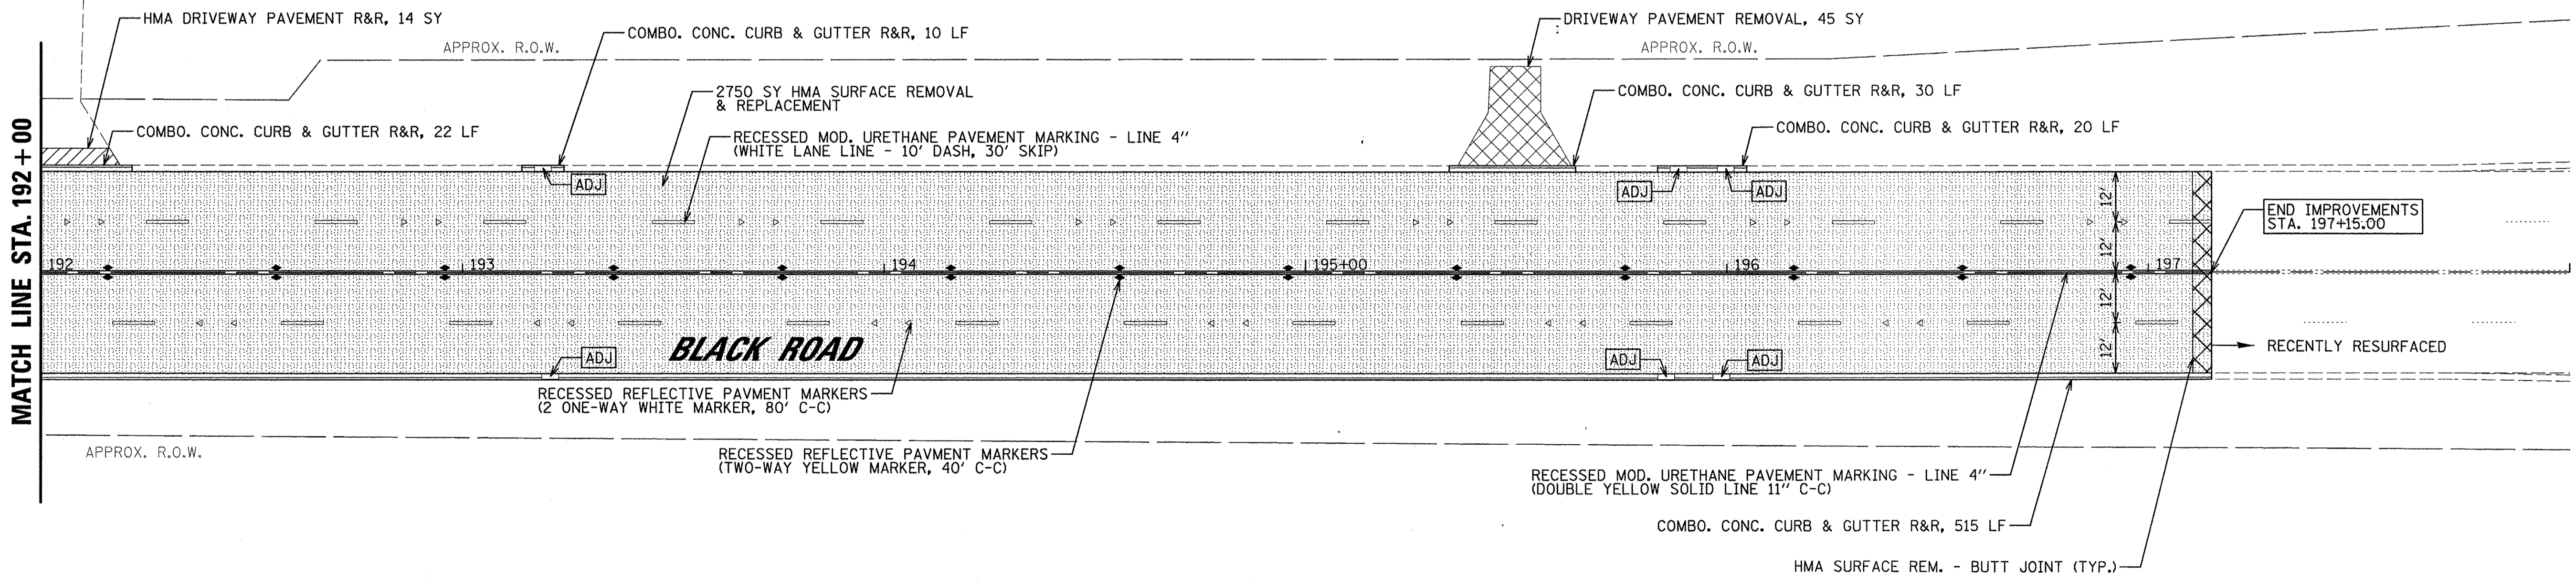 HMA DRIVEWAY PAVEMENT R&R, 14 SY
DRIVEWAY PAVEMENT REMOVAL, 45 SY
COMBO. CONC. CURB & GUTTER R&R, 10 LF
APPROX. R.O.W.
APPROX. R.O.W.
2750 SY HMA SURFACE REMOVAL
& REPLACEMENT
COMBO. CONC. CURB & GUTTER R&R, 30 LF
COMBO. CONC. CURB & GUTTER R&R, 22 LF
RECESSED MOD. URETHANE PAVEMENT MARKING - LINE 4"
(WHITE LANE LINE - 10' DASH, 30' SKIP)
COMBO. CONC. CURB & GUTTER R&R, 20 LF
MATCH LINE STA. 192+00
ADJ
ADJ
ADJ
12'
12'
END IMPROVEMENTS
STA. 197+15.00
192
193
194
195+00
196
197
12'
12'
BLACK ROAD
RECENTLY RESURFACED
ADJ
ADJ
ADJ
RECESSED REFLECTIVE PAVMENT MARKERS
(2 ONE-WAY WHITE MARKER, 80' C-C)
APPROX. R.O.W.
RECESSED REFLECTIVE PAVMENT MARKERS
(TWO-WAY YELLOW MARKER, 40' C-C)
RECESSED MOD. URETHANE PAVEMENT MARKING - LINE 4"
(DOUBLE YELLOW SOLID LINE 11" C-C)
COMBO. CONC. CURB & GUTTER R&R, 515 LF
HMA SURFACE REM. - BUTT JOINT (TYP.)